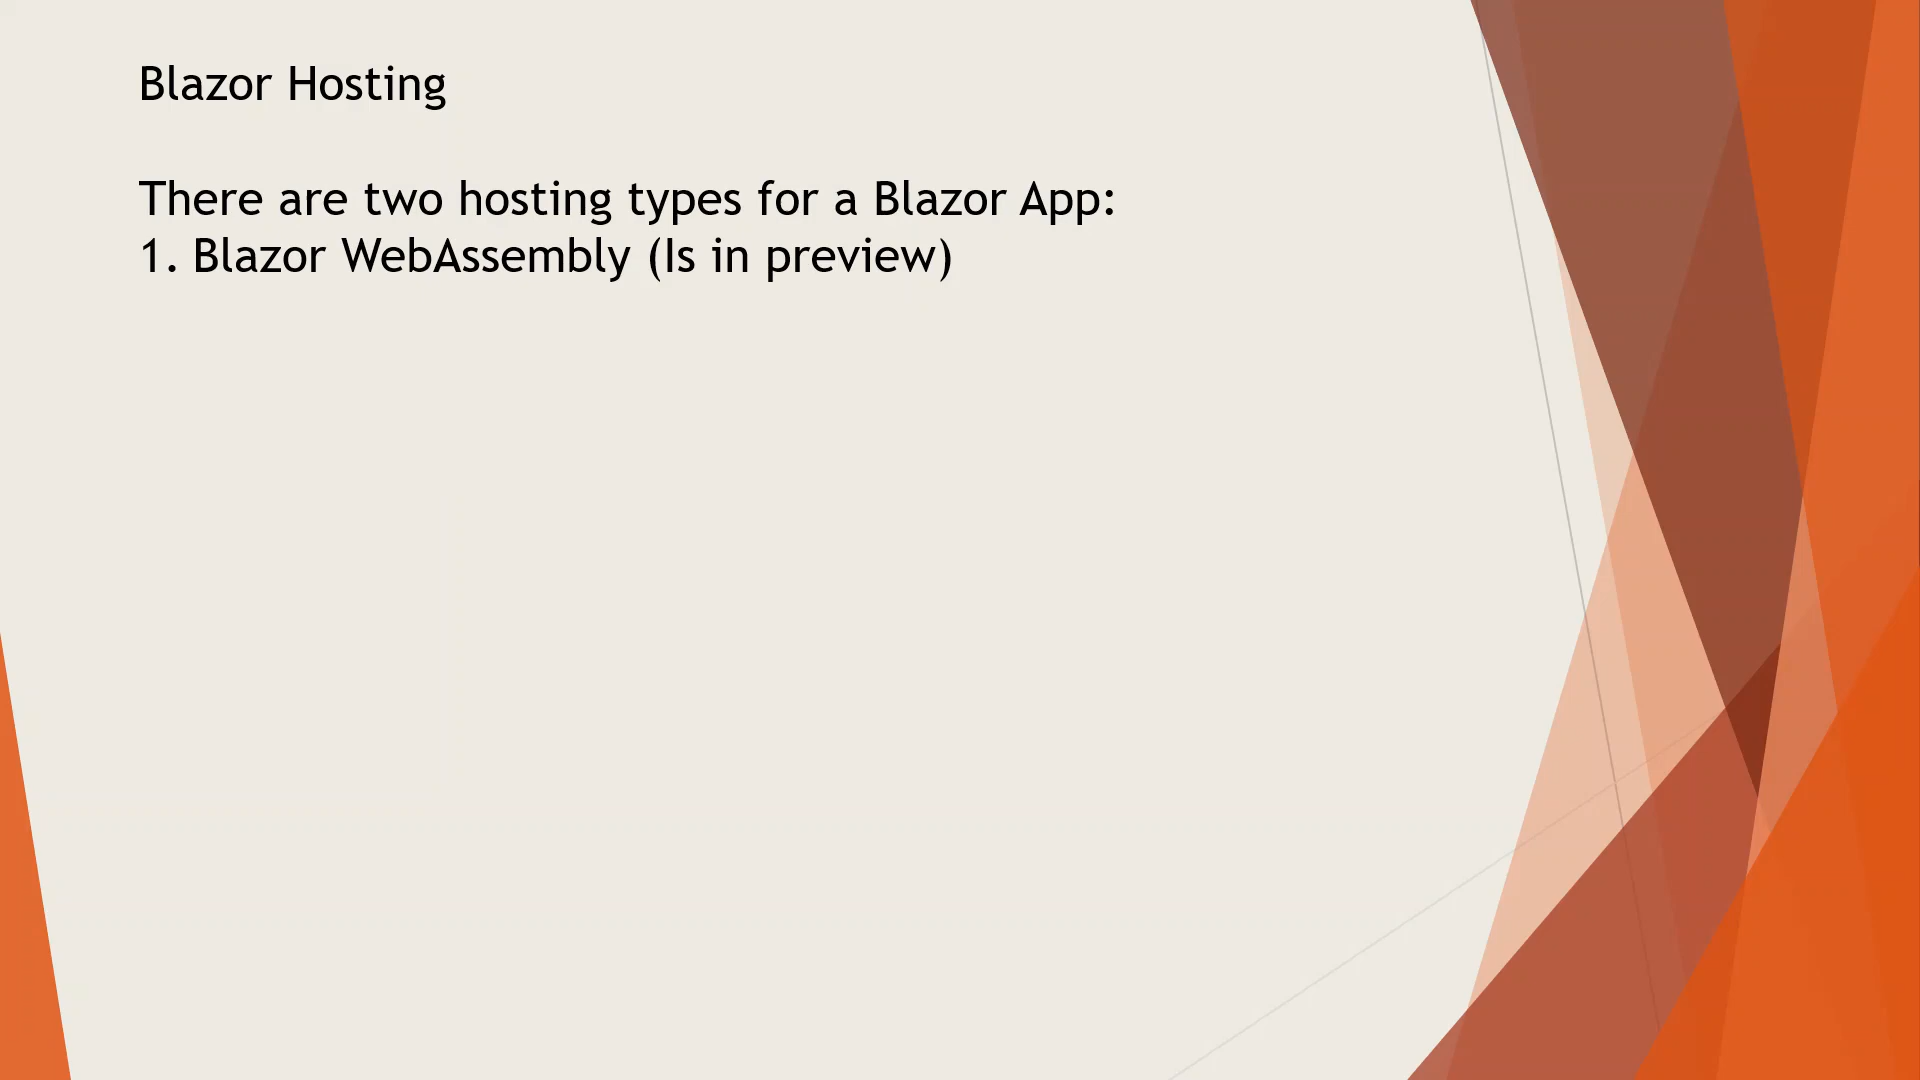 Blazor Hosting
There are two hosting types for a Blazor App:
1. Blazor WebAssembly (Is in preview)